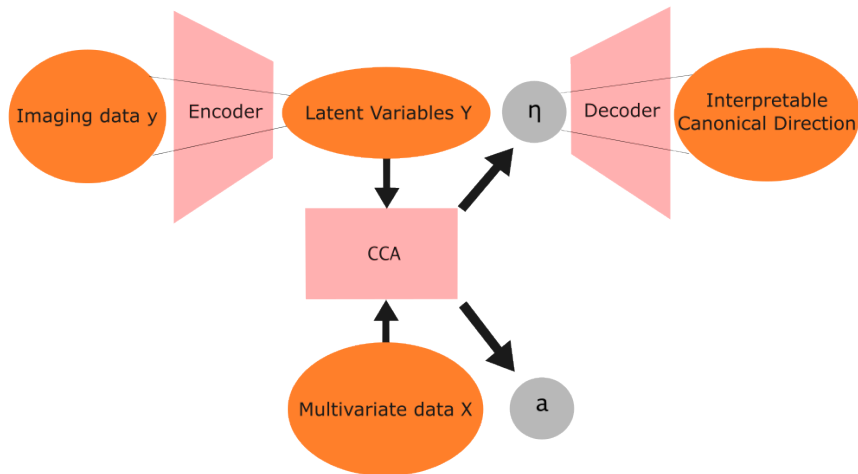 Imaging data y
Encoder
Latent Variables Y
η
Decoder
Interpretable
Canonical Direction
CCA
Multivariate data X
a